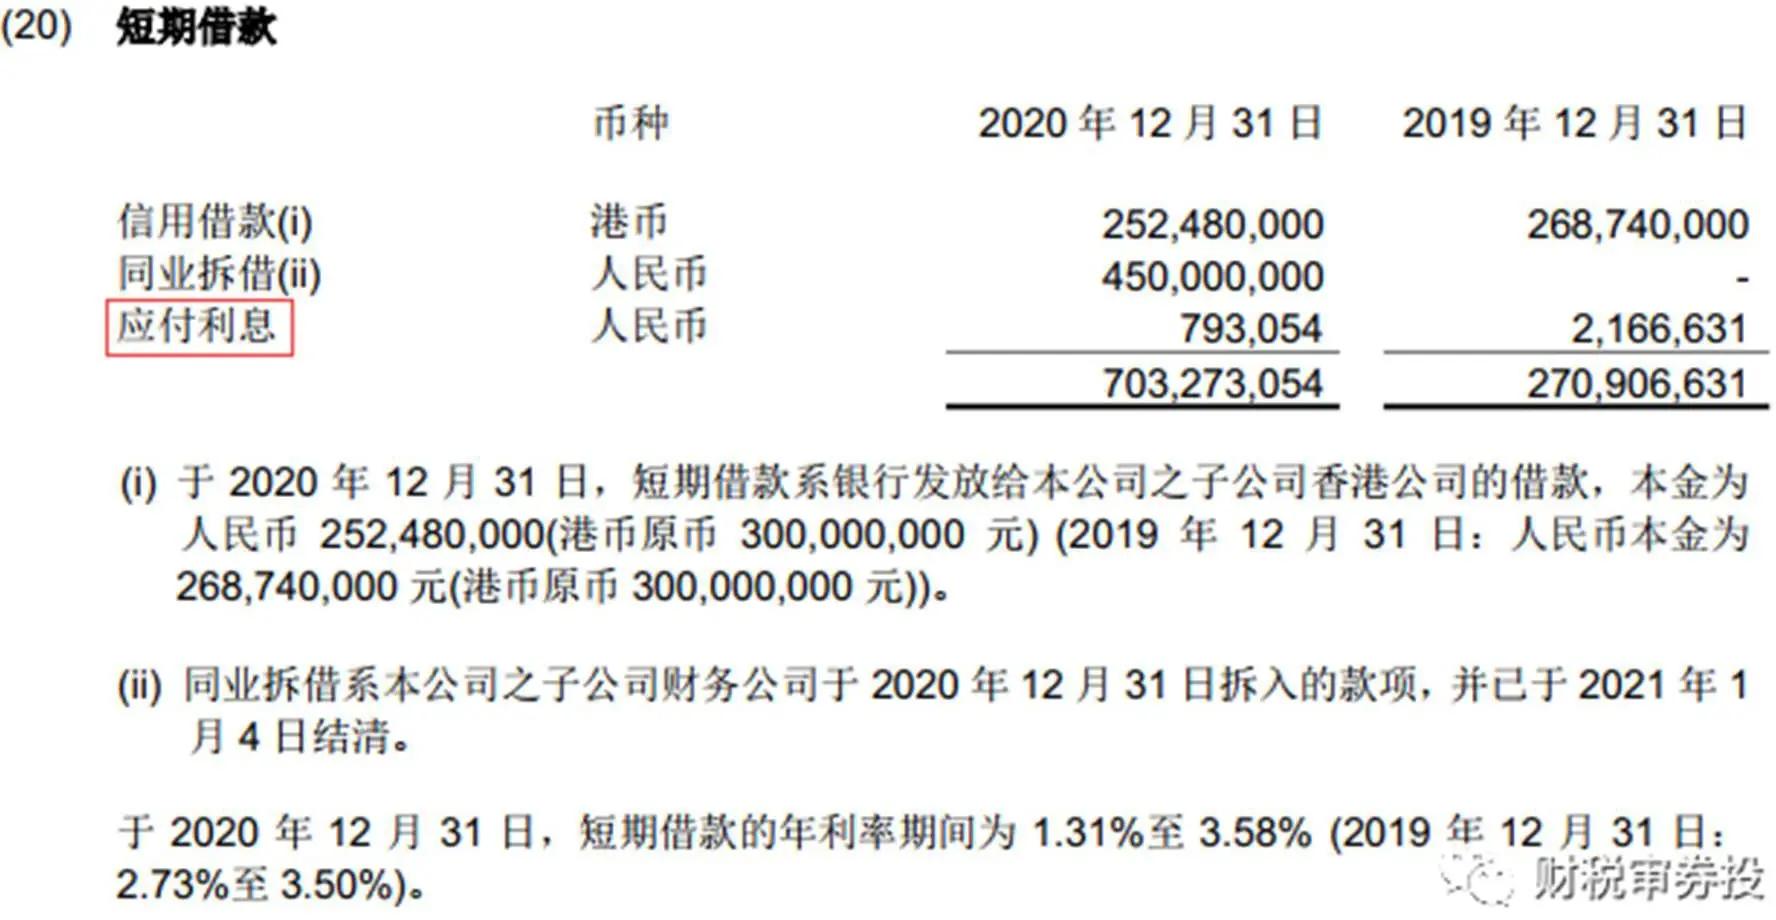 (20) 短期借款
币种 2020 年 12 月 31 日 2019 年 12 月 31 日
信用借款(i) 港币 252,480,000 268,740,000
同业拆借(ii) 人民币 450,000,000 -
应付利息 人民币 793,054 2,166,631
703,273,054 270,906,631
(i) 于 2020 年 12 月 31 日，短期借款系银行发放给本公司之子公司香港公司的借款，本金为
人民币 252,480,000(港币原币 300,000,000 元) (2019 年 12 月 31 日：人民币本金为
268,740,000 元(港币原币 300,000,000 元))。
(ii) 同业拆借系本公司之子公司财务公司于 2020 年 12 月 31 日拆入的款项，并已于 2021 年 1
月 4 日结清。
于 2020 年 12 月 31 日，短期借款的年利率期间为 1.31%至 3.58% (2019 年 12 月 31 日：
2.73%至 3.50%)。
财税审券投